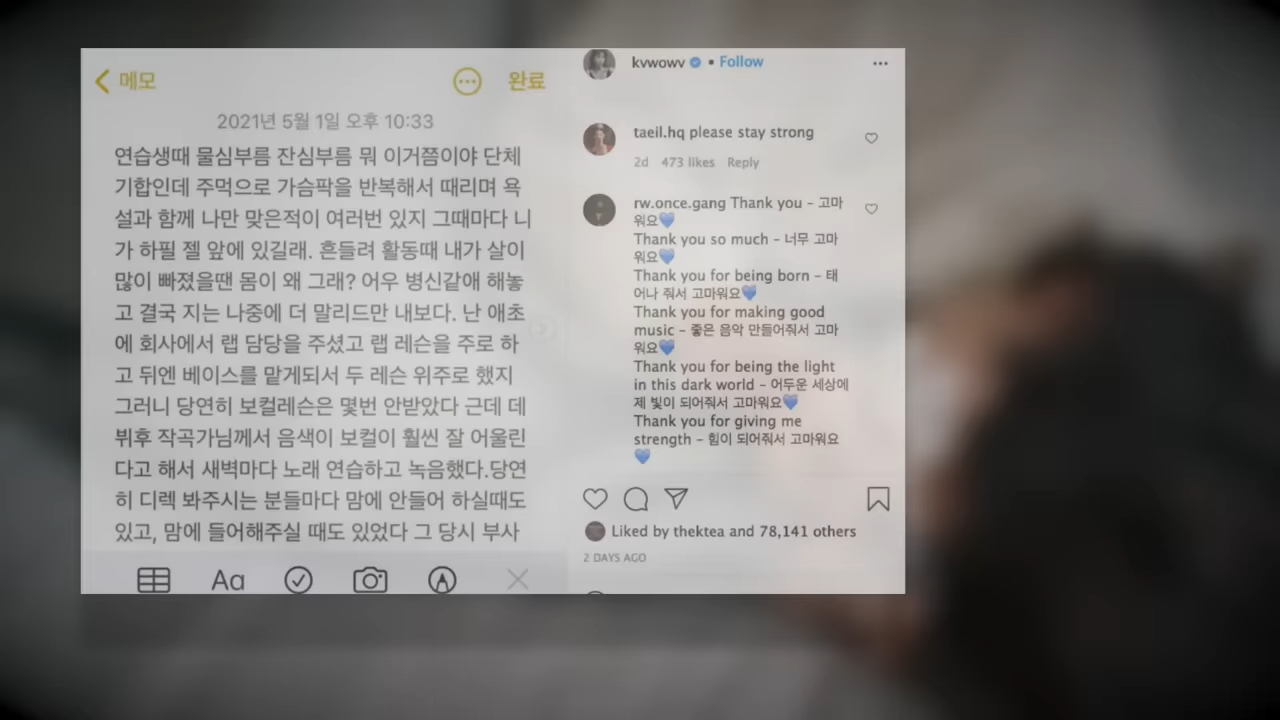 메모
완료
2021년 5월 1일 오후 10:33
연습생때 물심부름 잔심부름 뭐 이거쯤이야 단체
기합인데 주먹으로 가슴팍을 반복해서 때리며 욕
설과 함께 나만 맞은적이 여러번 있지 그때마다 니
가 하필 젤 앞에 있길래. 흔들려 활동때 내가 살이
많이 빠졌을땐 몸이 왜 그래? 어우 병신같애 해놓
고 결국 지는 나중에 더 말리드만 내보다. 난 애초
에 회사에서 랩 담당을 주셨고 랩 레슨을 주로 하
고 뒤엔 베이스를 맡게되서 두 레슨 위주로 했지
그러니 당연히 보컬레슨은 몇번 안받았다 근데 데
뷔후 작곡가님께서 음색이 보컬이 훨씬 잘 어울린
다고 해서 새벽마다 노래 연습하고 녹음했다.당연
히 디렉 봐주시는 분들마다 맘에 안들어 하실때도
있고, 맘에 들어해주실 때도 있었다 그 당시 부사
Aa
kvwowv • Follow
taeil.hq please stay strong
2d 473 likes Reply
rw.once.gang Thank you - 고마
워요💙
Thank you so much - 너무 고마
워요💙
Thank you for being born - 태
어나 줘서 고마워요💙
Thank you for making good
music - 좋은 음악 만들어줘서 고마
워요💙
Thank you for being the light
in this dark world - 어두운 세상에
제 빛이 되어줘서 고마워요💙
Thank you for giving me
strength - 힘이 되어줘서 고마워요
💙
Liked by thektea and 78,141 others
2 DAYS AGO